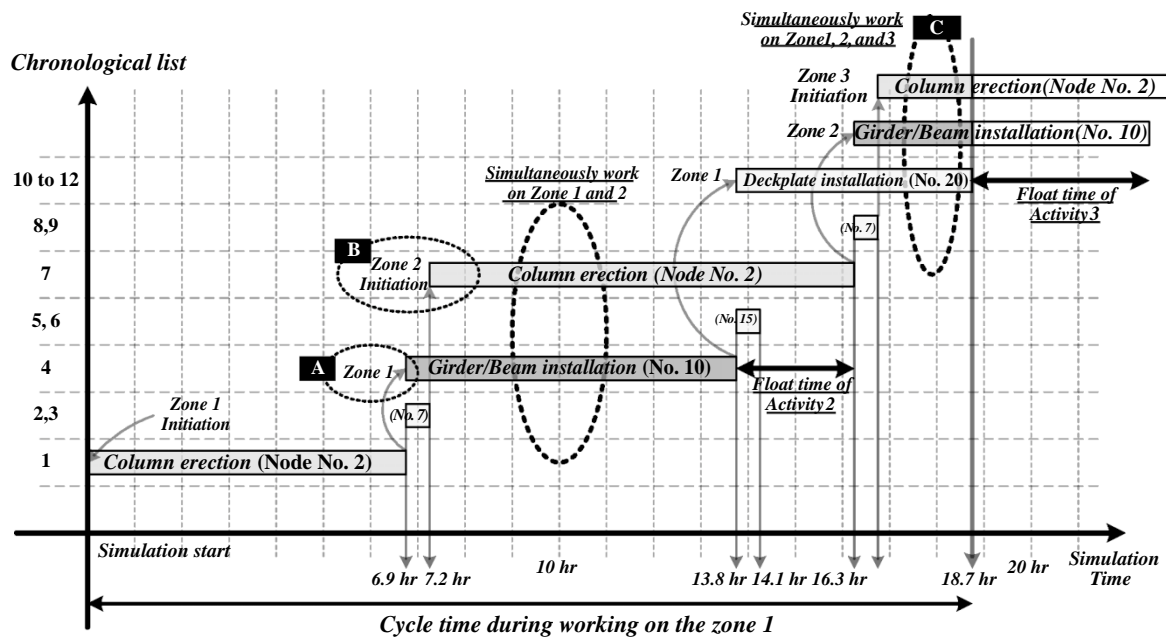 Simultaneously work
on Zone1, 2, and 3
C
Chronological list
Zone 3
Initiation
Column erection(Node No. 2)
Zone 2
Girder/Beam installation(No. 10)
10 to 12
Simultaneously work
on Zone 1 and 2
Zone 1
Deckplate installation (No. 20)
Float time of
Activity 3
8,9
(No. 7)
B
7
Zone 2
Initiation
Column erection (Node No. 2)
5, 6
(No. 15)
A
4
Zone 1
Girder/Beam installation (No. 10)
Float time of
Activity 2
2,3
Zone 1
Initiation
(No. 7)
1
Column erection (Node No. 2)
Simulation start
6.9 hr
7.2 hr
10 hr
13.8 hr
14.1 hr
16.3 hr
18.7 hr
20 hr
Simulation
Time
Cycle time during working on the zone 1